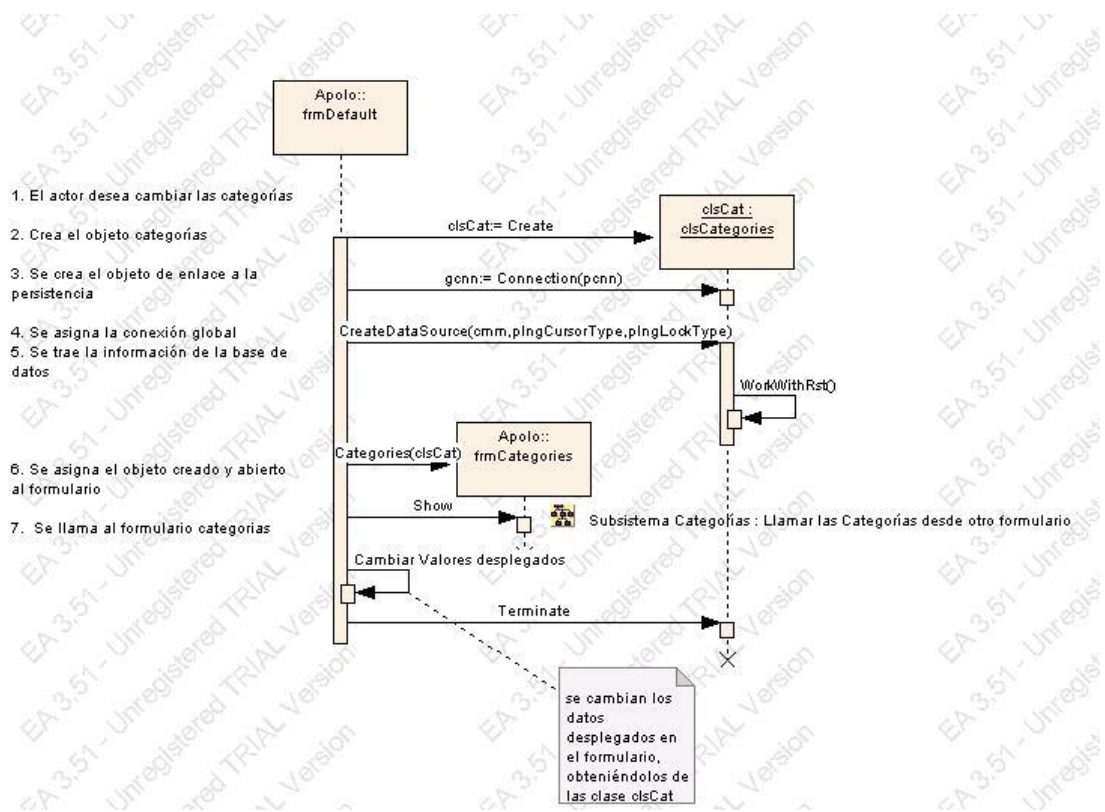 Apolo::
frmDefault
1. El actor desea cambiar las categorías
2. Crea el objeto categorías
3. Se crea el objeto de enlace a la
persistencia
4. Se asigna la conexión global
5. Se trae la información de la base de
datos
6. Se asigna el objeto creado y abierto
al formulario
7. Se llama al formulario categorias
clsCat:= Create
clsCat :
clsCategories
gcnn:= Connection(pcnn)
CreateDataSource(cmm,plngCursorType,plngLockType)
WorkWithRst()
Categories(clsCat)
Apolo::
frmCategories
Show
Subsistema Categorías : Llamar las Categorías desde otro formulario
Cambiar Valores desplegados
Terminate
se cambian los
datos
desplegados en
el formulario,
obteniéndolos de
las clase clsCat
EA 3.51 - Unregistered TRIAL Version